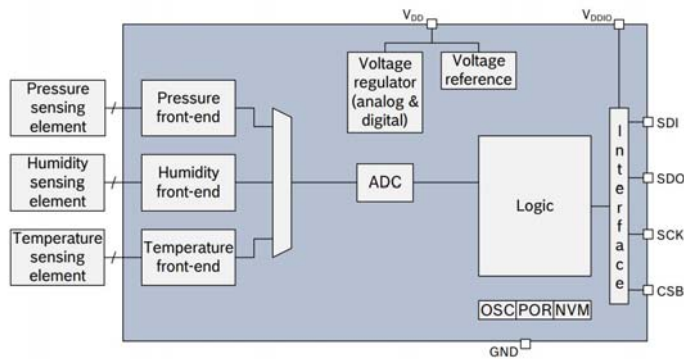 VDD
VDDIO
Pressure
sensing
element
Pressure
front-end
Voltage
regulator
(analog &
digital)
Voltage
reference
Humidity
sensing
element
Humidity
front-end
ADC
Logic
Interface
SDI
SDO
SCK
CSB
Temperature
sensing
element
Temperature
front-end
OSC POR NVM
GND